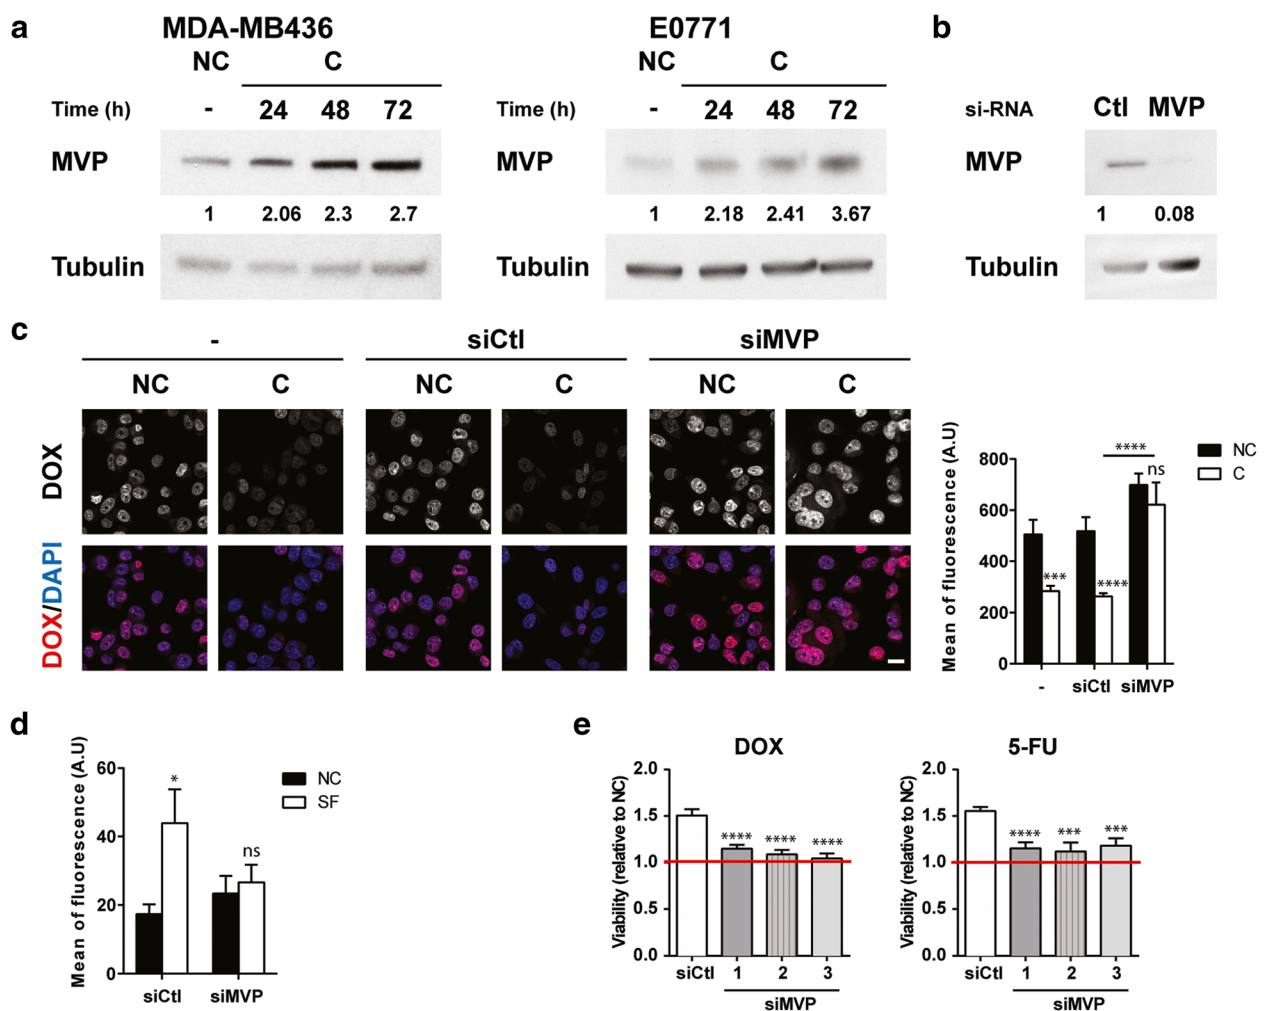 a
MDA-MB436
NC C
Time (h) - 24 48 72
MVP
1 2.06 2.3 2.7
Tubulin
E0771
NC C
Time (h) - 24 48 72
MVP
1 2.18 2.41 3.67
Tubulin
b
si-RNA Ctl MVP
MVP
1 0.08
Tubulin
c
- siCtl siMVP
NC C NC C NC C
DOX
DOX/DAPI
Mean of fluorescence (A.U)
800
600
400
200
0
*** **** **** ns
NC
C
- siCtl siMVP
d
Mean of fluorescence (A.U)
60
40
20
0
* ns
NC
SF
siCtl siMVP
e
DOX
Viability (relative to NC)
2.0
1.5
1.0
0.5
0.0
**** **** ****
siCtl 1 2 3
siMVP
5-FU
Viability (relative to NC)
2.0
1.5
1.0
0.5
0.0
**** *** ***
siCtl 1 2 3
siMVP